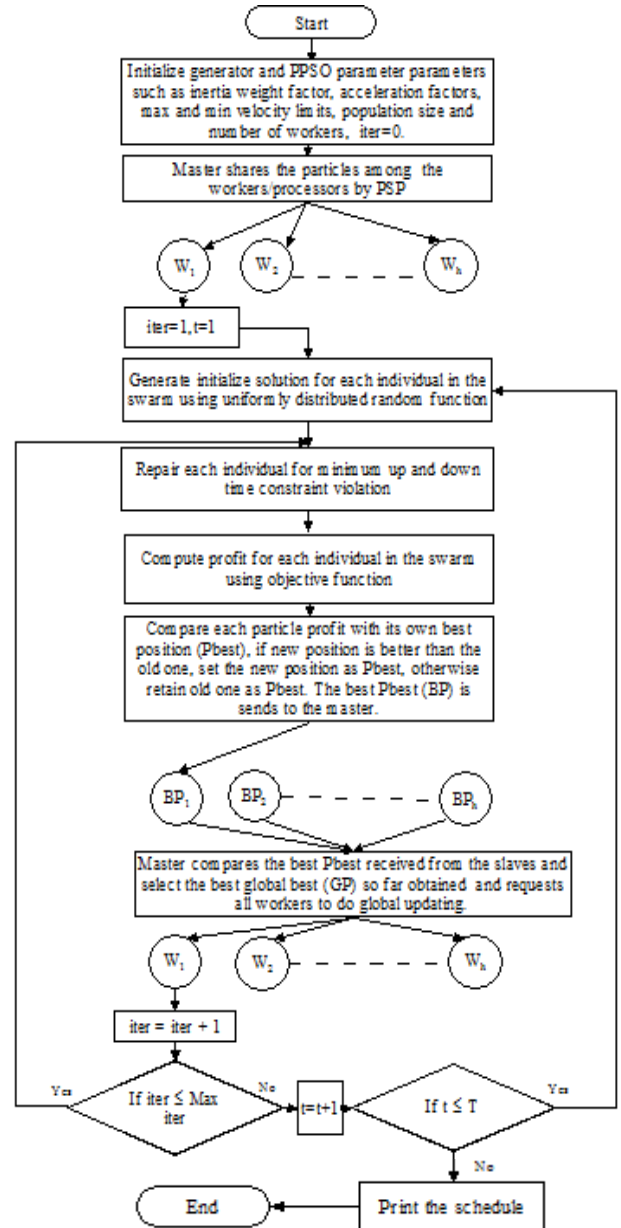 Start
Initialize generator and PPSO parameter parameters
such as inertia weight factor, acceleration factors,
max and min velocity limits, population size and
number of workers, iter=0.
Master shares the particles among the
workers/processors by PSP
W1
W2
Wh
iter=1,t=1
Generate initialize solution for each individual in the
swarm using uniformly distributed random function
Repair each individual for minimum up and down
time constraint violation
Compute profit for each individual in the swarm
using objective function
Compare each particle profit with its own best
position (Pbest), if new position is better than the
old one, set the new position as Pbest, otherwise
retain old one as Pbest. The best Pbest (BP) is
sends to the master.
BP1
BP2
BPh
Master compares the best Pbest received from the slaves and
select the best global best (GP) so far obtained and requests
all workers to do global updating.
W1
W2
Wh
iter = iter + 1
Yes
If iter ≤ Max
iter
No
t=t+1
If t ≤ T
Yes
No
End
Print the schedule